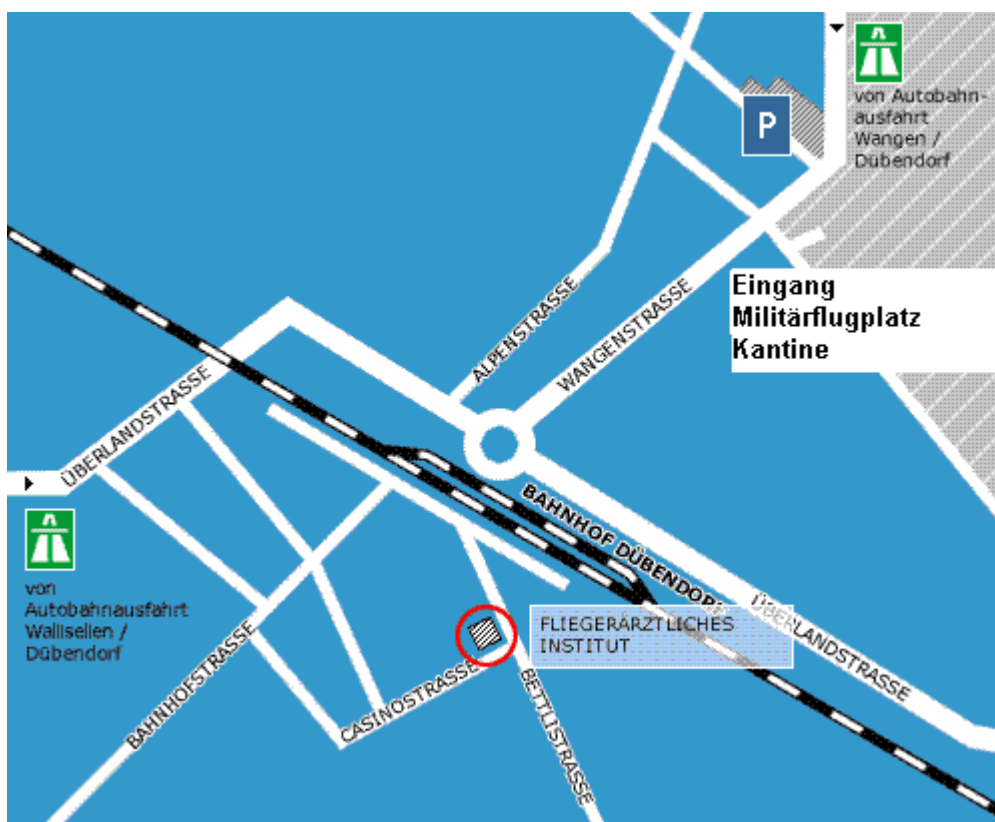 von Autobahn-
ausfahrt
Wangen /
Dübendorf
P
Eingang
Militärflugplatz
Kantine
ALPENSTRASSE
WANGENSTRASSE
ÜBERLANDSTRASSE
BAHNHOF DÜBENDORF
ÜBERLANDSTRASSE
von
Autobahnausfahrt
Wallisellen /
Dübendorf
FLIEGERÄRZTLICHES
INSTITUT
BAHNHOFSTRASSE
CASINOSTRASSE
BETTLISTRASSE